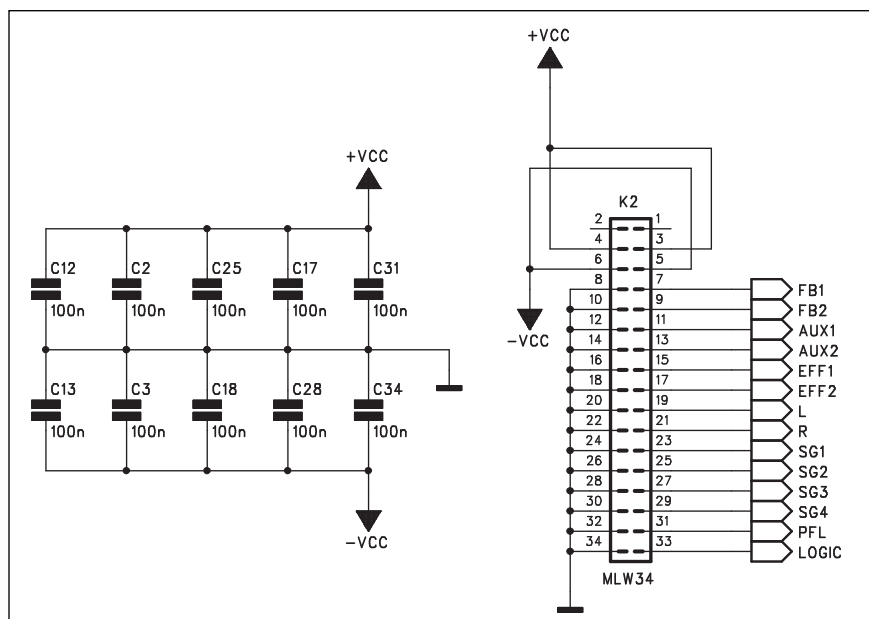 +VCC
C12 C2 C25 C17 C31
100n 100n 100n 100n 100n
C13 C3 C18 C28 C34
100n 100n 100n 100n 100n
-VCC
+VCC
K2
2 1
4 3
6 5
8 7 FB1
10 9 FB2
12 11 AUX1
14 13 AUX2
16 15 EFF1
18 17 EFF2
20 19 L
22 21 R
24 23 SG1
26 25 SG2
28 27 SG3
30 29 SG4
32 31 PFL
34 33 LOGIC
-VCC
MLW34